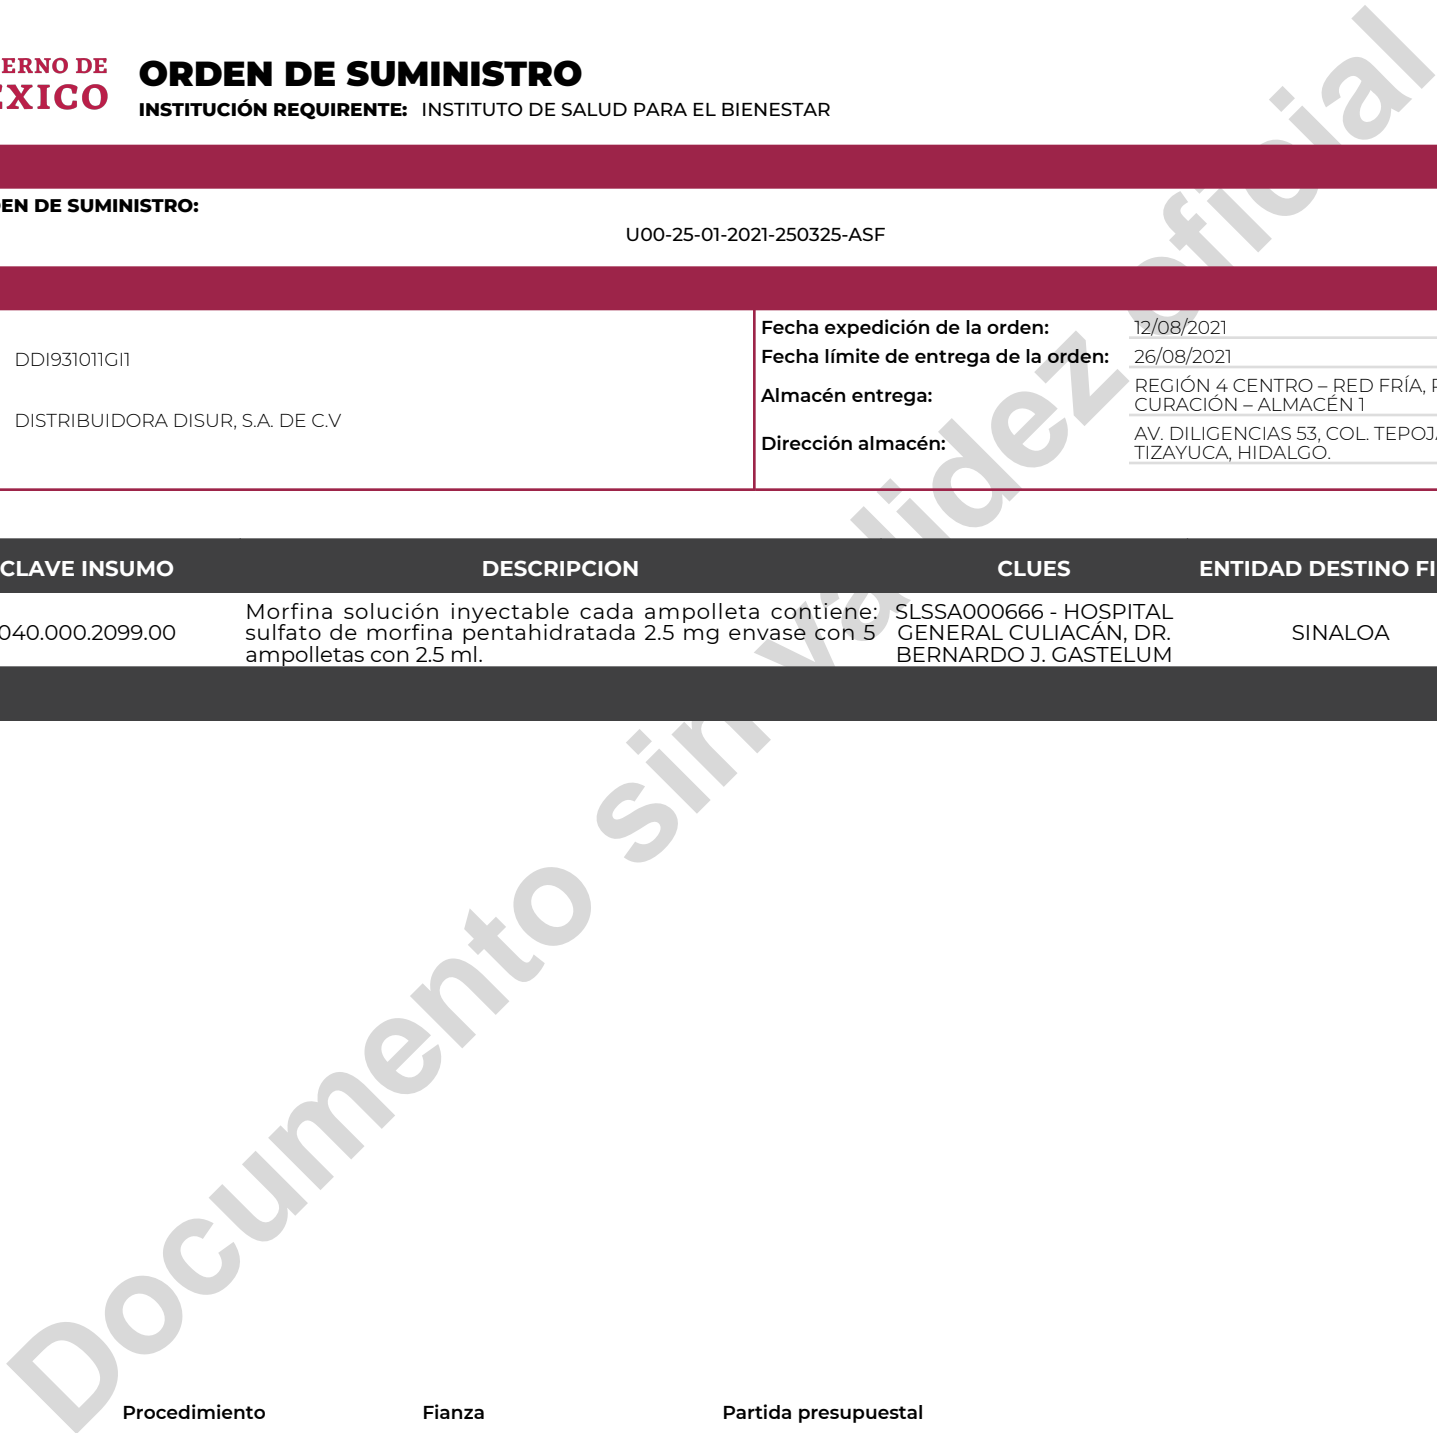 ERNO DE
EXICO
ORDEN DE SUMINISTRO
INSTITUCIÓN REQUIRENTE: INSTITUTO DE SALUD PARA EL BIENESTAR
EN DE SUMINISTRO:
U00-25-01-2021-250325-ASF
DDI931011GI1
DISTRIBUIDORA DISUR, S.A. DE C.V
Fecha expedición de la orden: 12/08/2021
Fecha límite de entrega de la orden: 26/08/2021
Almacén entrega: REGIÓN 4 CENTRO – RED FRÍA,
CURACIÓN – ALMACÉN 1
Dirección almacén: AV. DILIGENCIAS 53, COL. TEPOJA
TIZAYUCA, HIDALGO.
CLAVE INSUMO DESCRIPCION CLUES ENTIDAD DESTINO FI
040.000.2099.00
Morfina solución inyectable cada ampolleta contiene:
sulfato de morfina pentahidratada 2.5 mg envase con 5
ampolletas con 2.5 ml.
SLSSA000666 - HOSPITAL
GENERAL CULIACÁN, DR.
BERNARDO J. GASTELUM
SINALOA
Documento sin validez oficial
Procedimiento Fianza Partida presupuestal